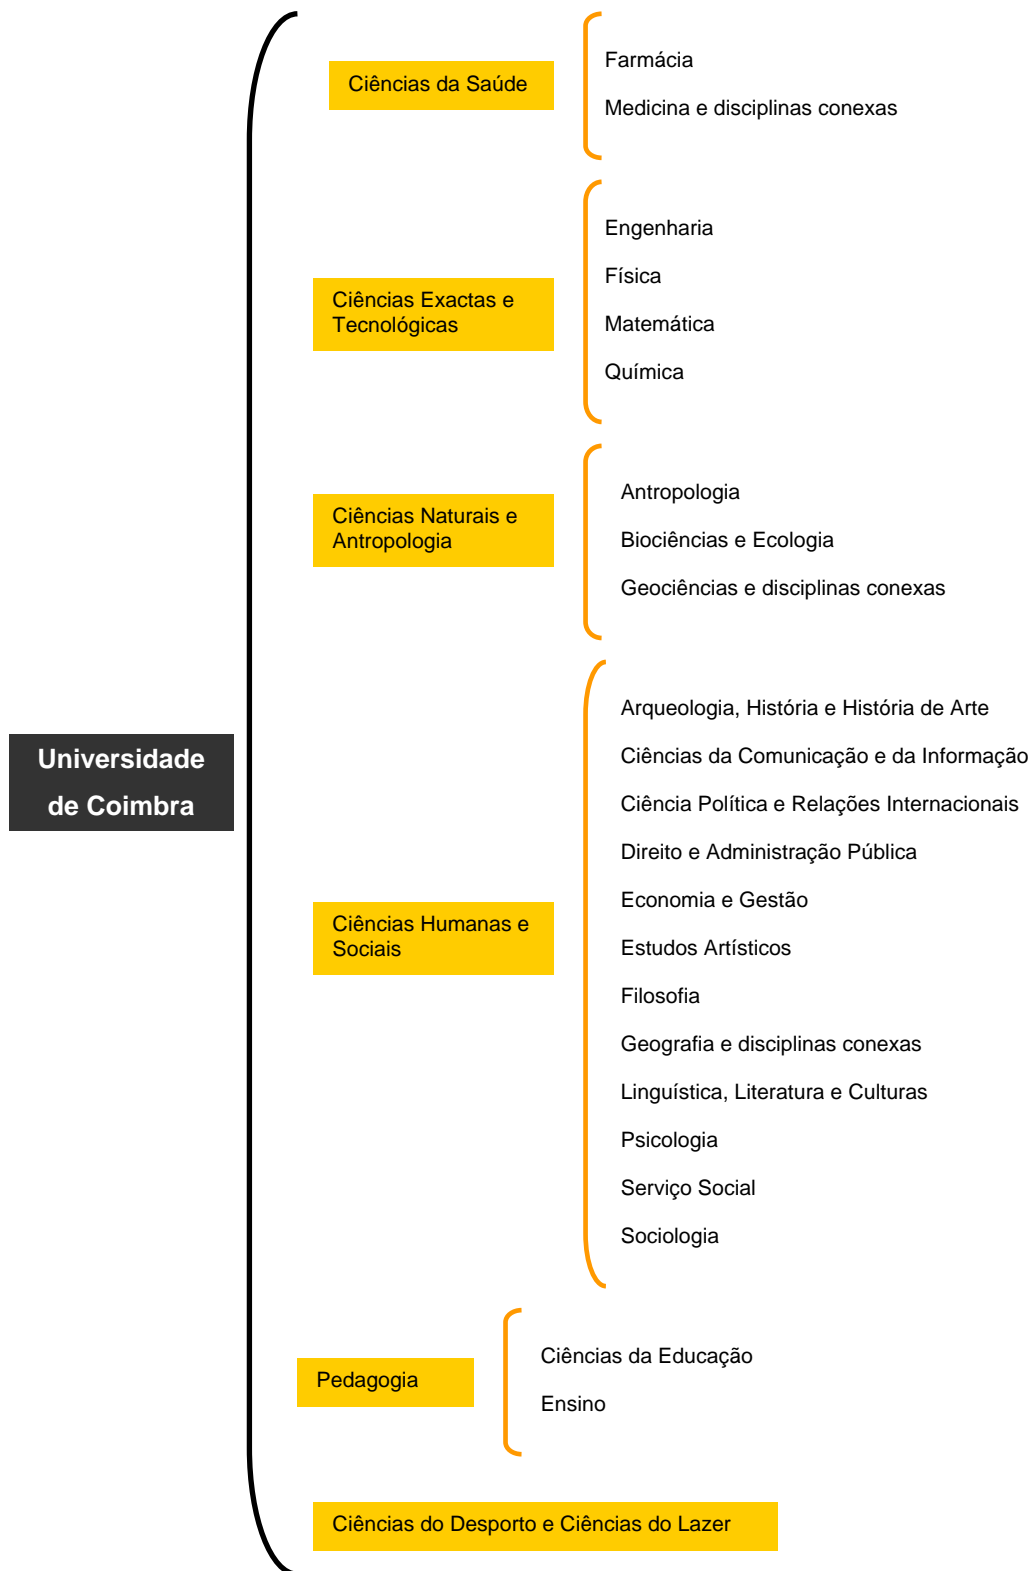 Universidade
de Coimbra
Ciências da Saúde
Farmácia
Medicina e disciplinas conexas
Ciências Exactas e
Tecnológicas
Engenharia
Física
Matemática
Química
Ciências Naturais e
Antropologia
Antropologia
Biociências e Ecologia
Geociências e disciplinas conexas
Ciências Humanas e
Sociais
Arqueologia, História e História de Arte
Ciências da Comunicação e da Informação
Ciência Política e Relações Internacionais
Direito e Administração Pública
Economia e Gestão
Estudos Artísticos
Filosofia
Geografia e disciplinas conexas
Linguística, Literatura e Culturas
Psicologia
Serviço Social
Sociologia
Pedagogia
Ciências da Educação
Ensino
Ciências do Desporto e Ciências do Lazer